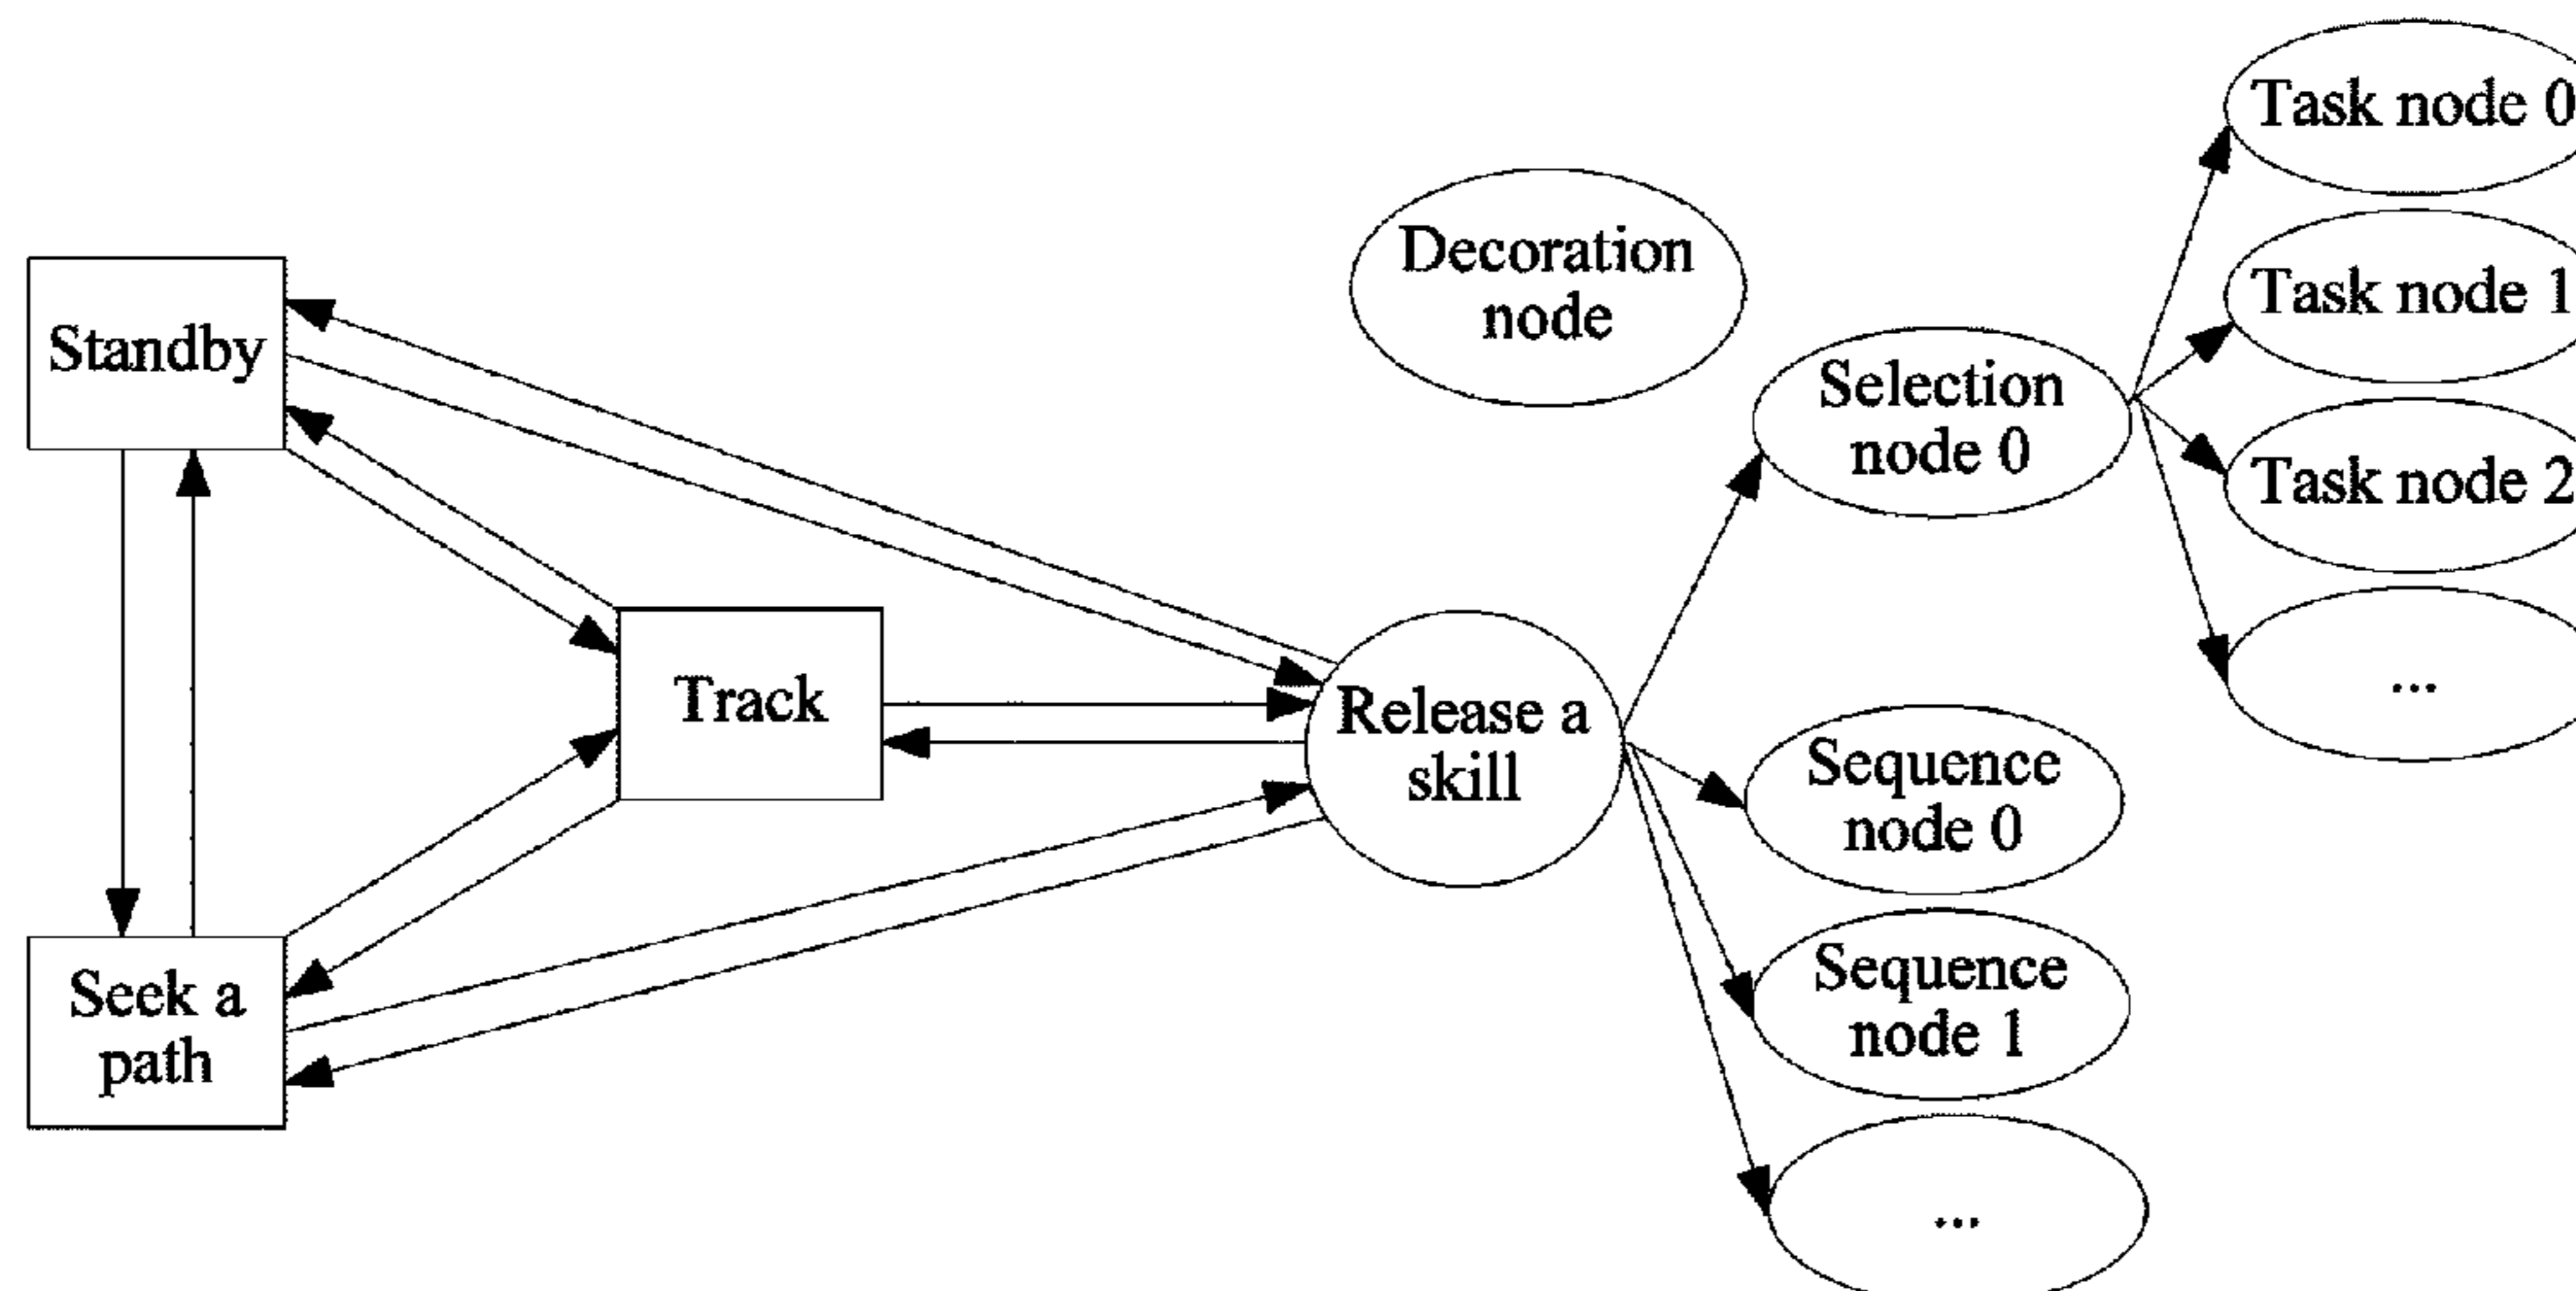 Task node 0
Decoration
node
Task node 1
Standby
Selection
node 0
Task node 2
...
Track
Release a
skill
Sequence
node 0
Seek a
path
Sequence
node 1
...